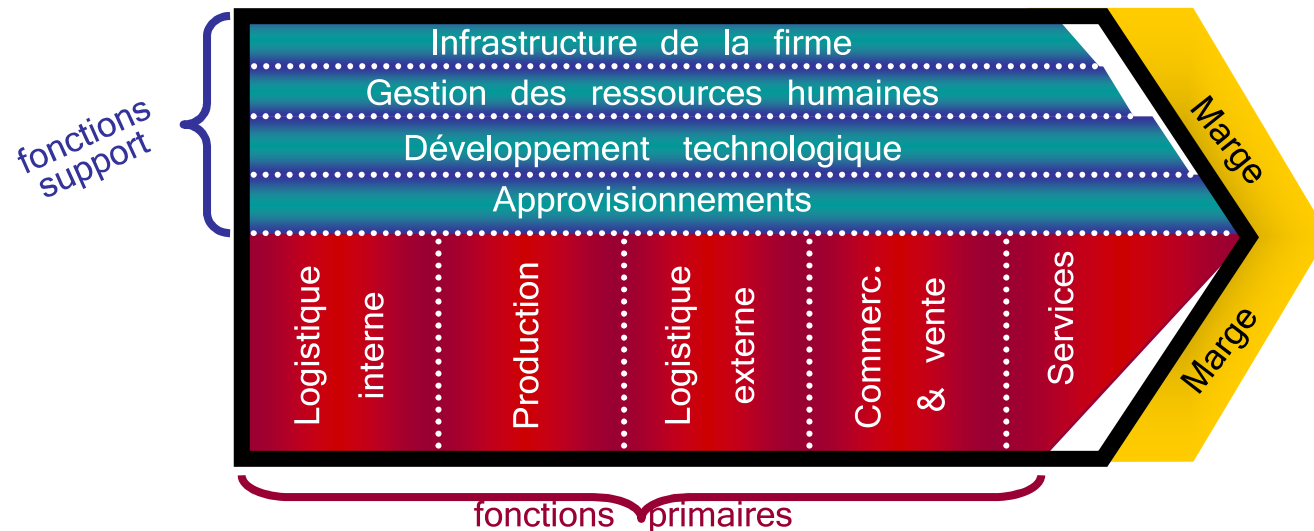 Infrastructure de la firme
Gestion des ressources humaines
Développement technologique
Approvisionnements
fonctions
support
Logistique
interne
Production
Logistique
externe
Commerc.
& vente
Services
Marge
Marge
fonctions primaires